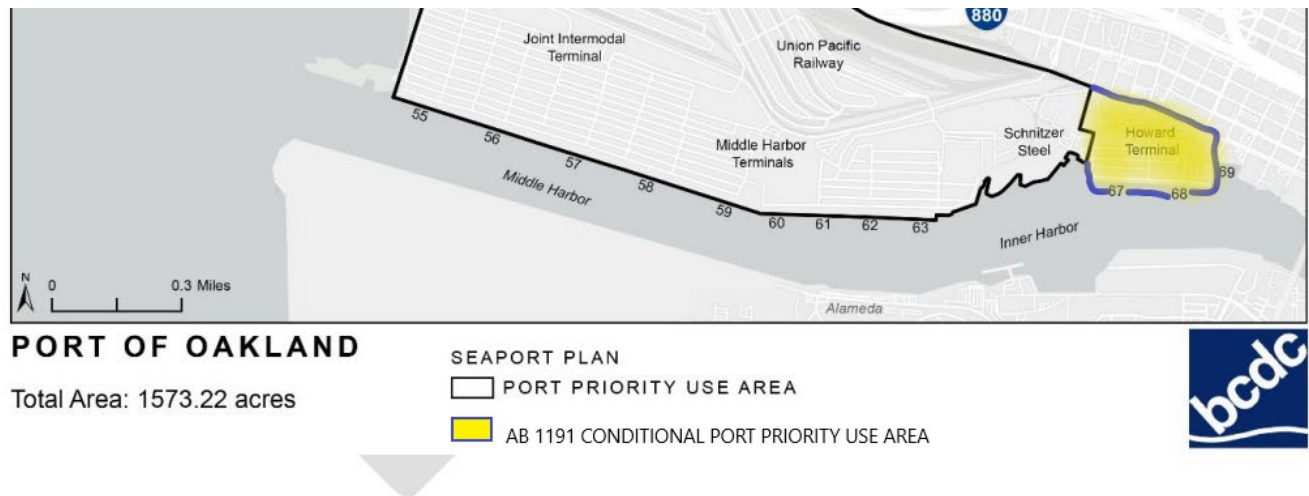 880
Joint Intermodal
Terminal
Union Pacific
Railway
55
56
57
58
59
60
61
62
63
Middle Harbor
Terminals
Middle Harbor
Schnitzer
Steel
Howard
Terminal
67
68
69
Inner Harbor
Alameda
N
0 0.3 Miles
PORT OF OAKLAND
Total Area: 1573.22 acres
SEAPORT PLAN
PORT PRIORITY USE AREA
AB 1191 CONDITIONAL PORT PRIORITY USE AREA
bcdc